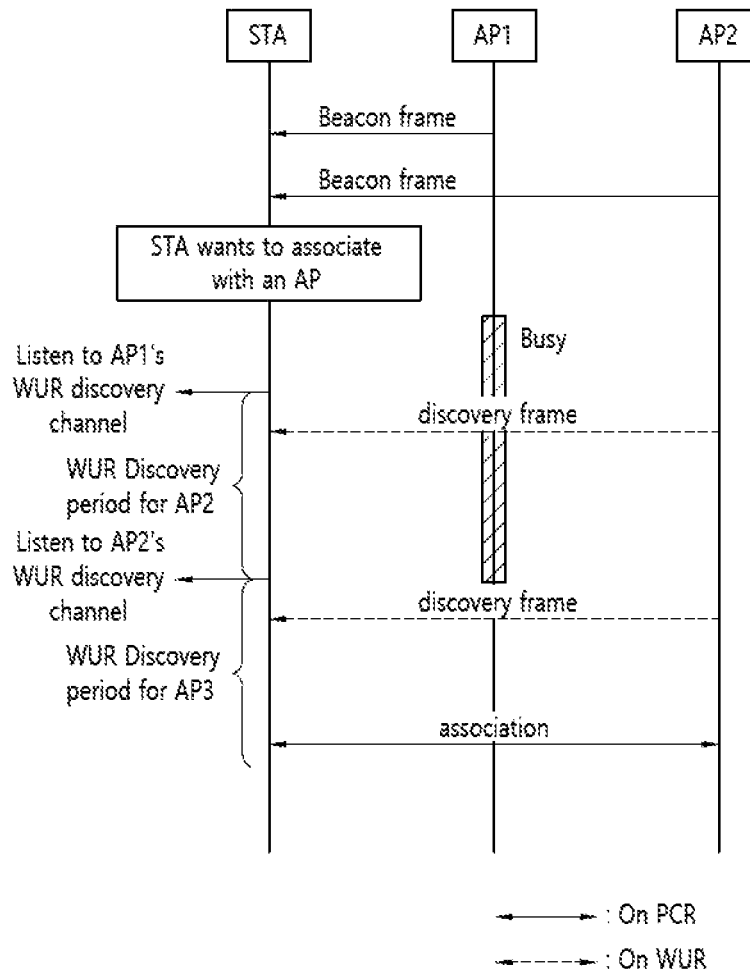 STA
AP1
AP2
Beacon frame
Beacon frame
STA wants to associate
with an AP
Busy
Listen to AP1's
WUR discovery
channel
discovery frame
WUR Discovery
period for AP2
Listen to AP2's
WUR discovery
channel
discovery frame
WUR Discovery
period for AP3
association
: On PCR
: On WUR